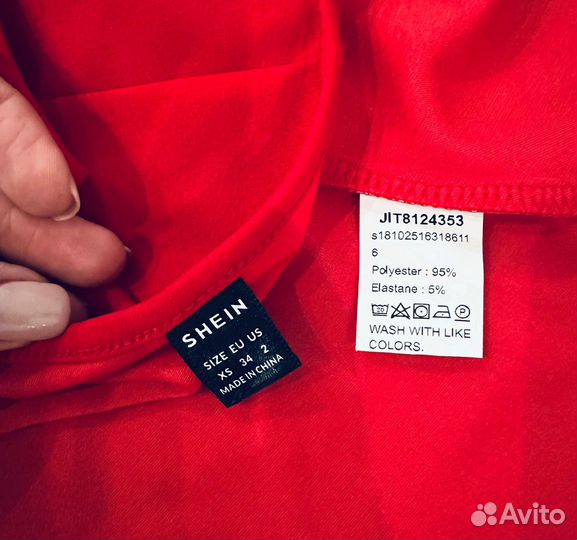 SHEIN
SIZE EU US
XS 34 2
MADE IN CHINA
JIT8124353
s18102516318611
6
Polyester : 95%
Elastane : 5%
WASH WITH LIKE
COLORS.
Avito